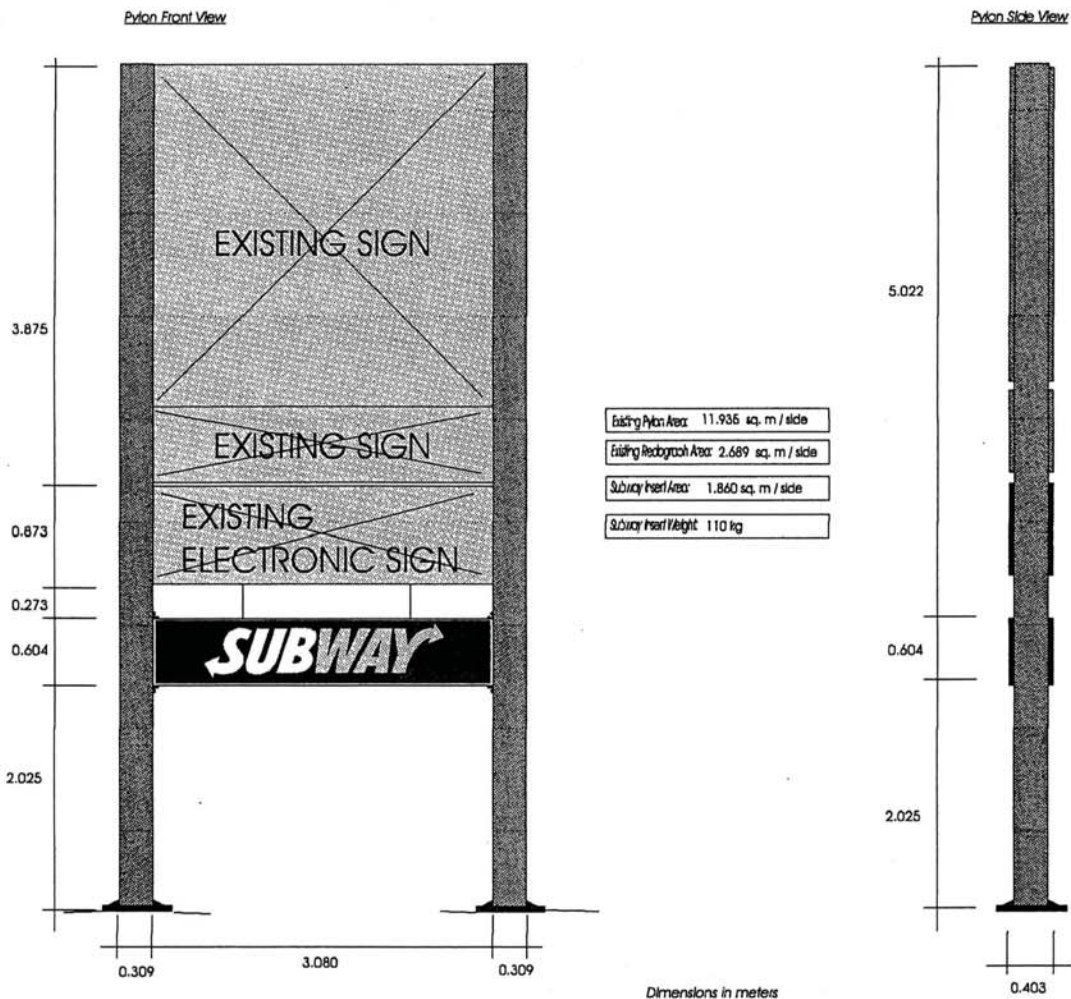 Pylon Front View
Pylon Side View
EXISTING SIGN
5.022
3.875
Existing Pylon Area: 11.935 sq. m / side
EXISTING SIGN
Existing Readograph Area: 2.689 sq. m / side
Subway Insert Area: 1.860 sq. m / side
0.873
EXISTING
ELECTRONIC SIGN
Subway Insert Weight: 110 kg
0.273
0.604
SUBWAY
0.604
2.025
2.025
0.309
3.080
0.309
Dimensions in meters
0.403